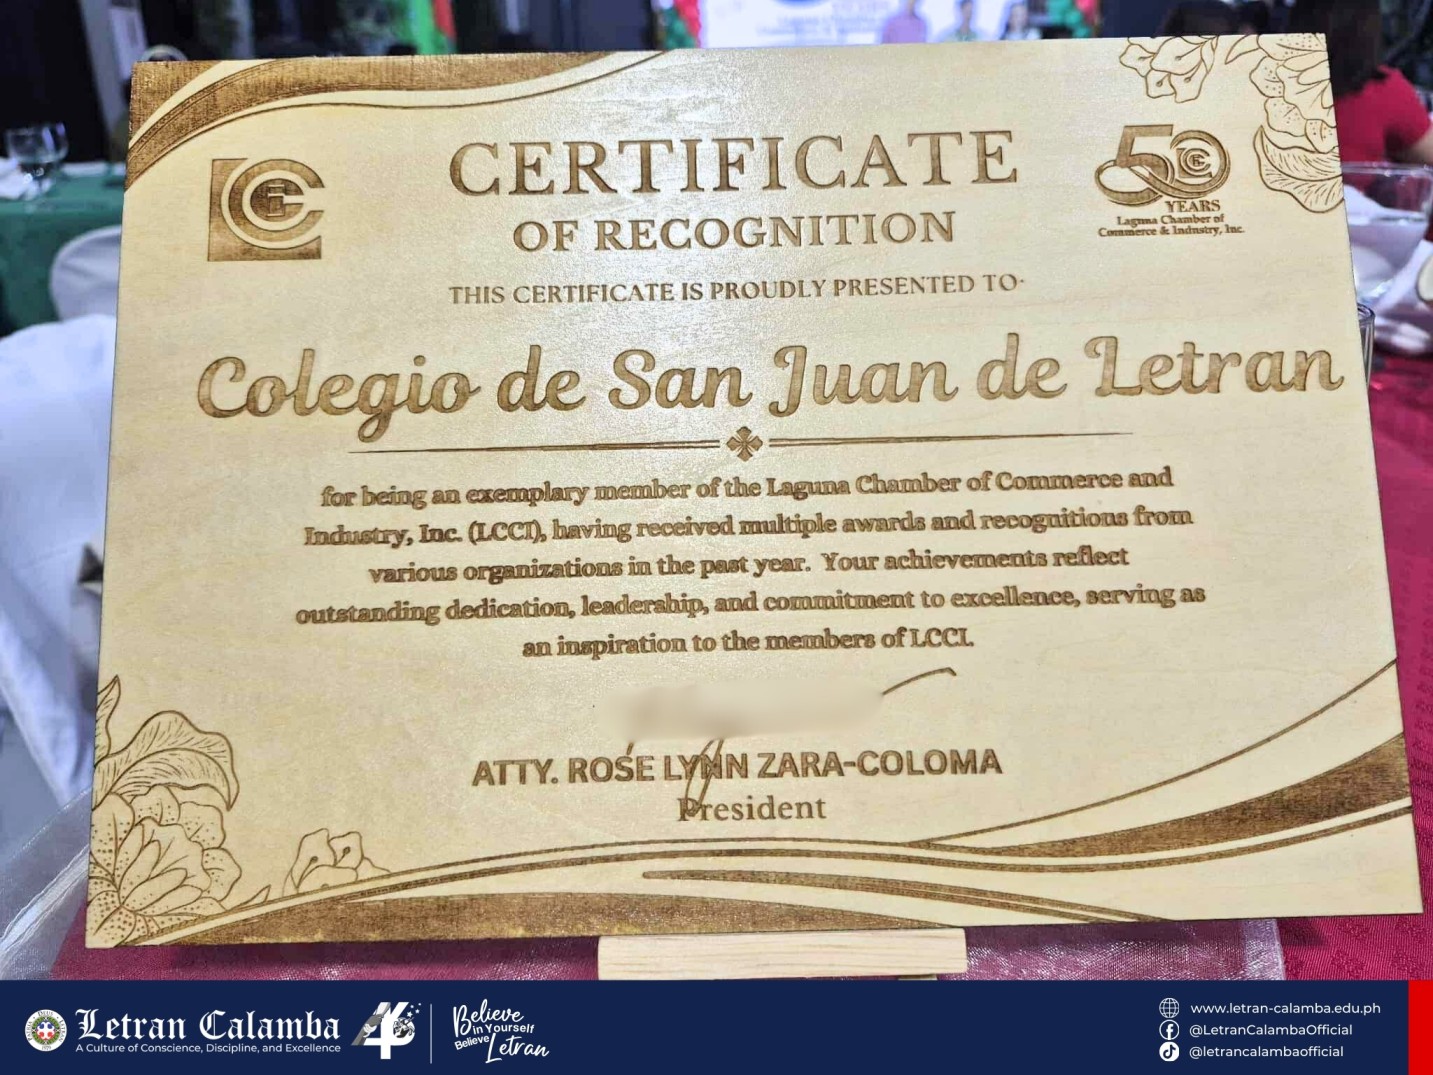 CERTIFICATE
OF RECOGNITION
50
YEARS
Laguna Chamber of
Commerce & Industry, Inc.
THIS CERTIFICATE IS PROUDLY PRESENTED TO
Colegio de San Juan de Letran
for being an exemplary member of the Laguna Chamber of Commerce and
Industry, Inc. (LCCI), having received multiple awards and recognitions from
various organizations in the past year. Your achievements reflect
outstanding dedication, leadership, and commitment to excellence, serving as
an inspiration to the members of LCCI.
ATTY. ROSE LYNN ZARA-COLOMA
President
Letran Calamba
A Culture of Conscience, Discipline, and Excellence
Believe
in Yourself
Believe
Letran
www.letran-calamba.edu.ph
@LetranCalambaOfficial
@letrancalambaofficial